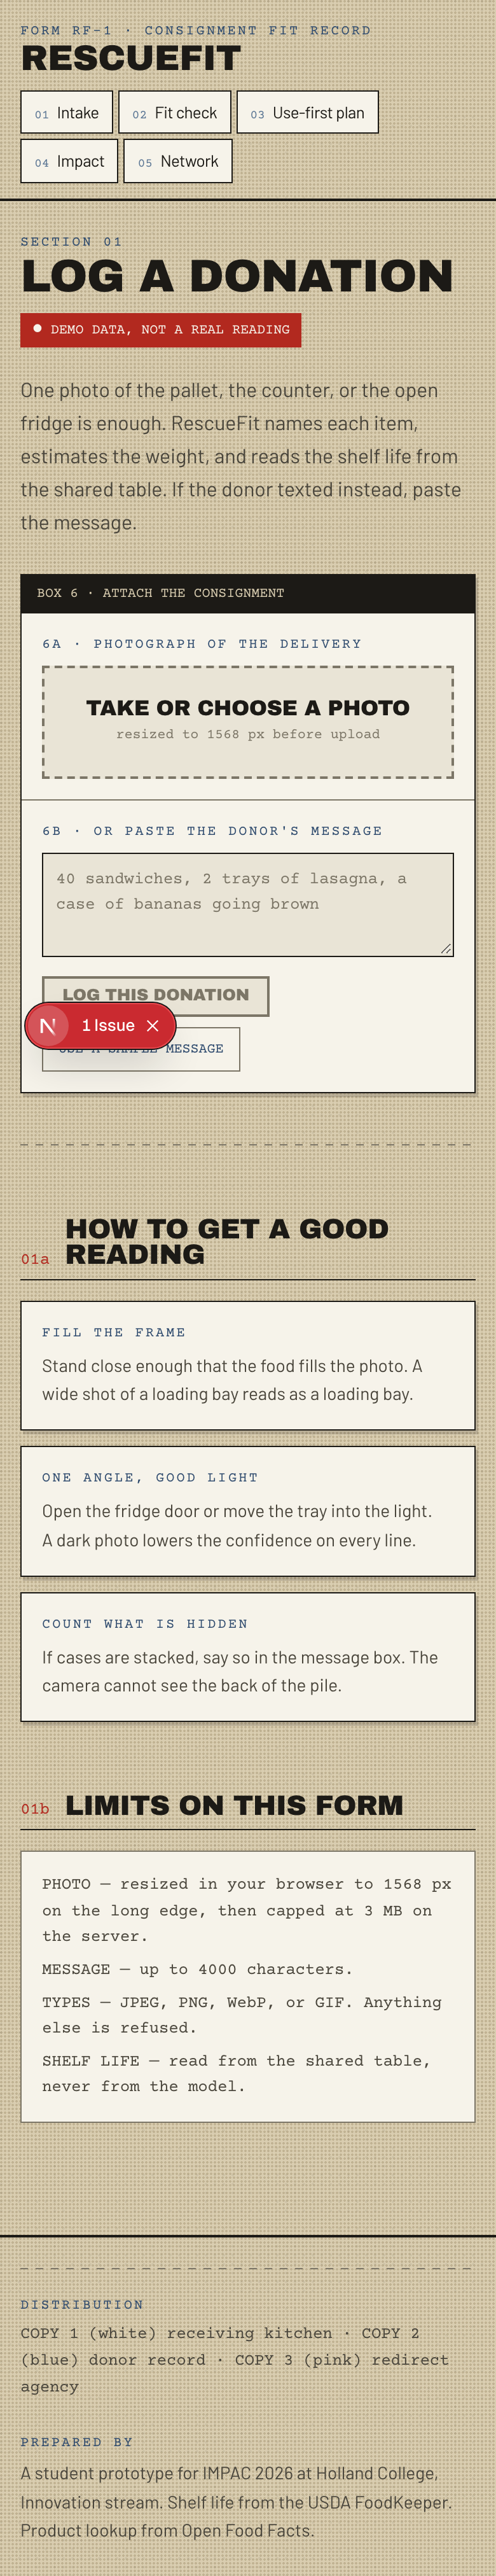 FORM RF-1 · CONSIGNMENT FIT RECORD
RESCUEFIT
01 Intake
02 Fit check
03 Use-first plan
04 Impact
05 Network
SECTION 01
LOG A DONATION
DEMO DATA, NOT A REAL READING
One photo of the pallet, the counter, or the open
fridge is enough. RescueFit names each item,
estimates the weight, and reads the shelf life from
the shared table. If the donor texted instead, paste
the message.
BOX 6 · ATTACH THE CONSIGNMENT
6A · PHOTOGRAPH OF THE DELIVERY
TAKE OR CHOOSE A PHOTO
resized to 1568 px before upload
6B · OR PASTE THE DONOR'S MESSAGE
40 sandwiches, 2 trays of lasagna, a
case of bananas going brown
LOG THIS DONATION
N 1 Issue
USE A SAMPLE MESSAGE
01a HOW TO GET A GOOD
READING
FILL THE FRAME
Stand close enough that the food fills the photo. A
wide shot of a loading bay reads as a loading bay.
ONE ANGLE, GOOD LIGHT
Open the fridge door or move the tray into the light.
A dark photo lowers the confidence on every line.
COUNT WHAT IS HIDDEN
If cases are stacked, say so in the message box. The
camera cannot see the back of the pile.
01b LIMITS ON THIS FORM
PHOTO — resized in your browser to 1568 px
on the long edge, then capped at 3 MB on
the server.
MESSAGE — up to 4000 characters.
TYPES — JPEG, PNG, WebP, or GIF. Anything
else is refused.
SHELF LIFE — read from the shared table,
never from the model.
DISTRIBUTION
COPY 1 (white) receiving kitchen · COPY 2
(blue) donor record · COPY 3 (pink) redirect
agency
PREPARED BY
A student prototype for IMPAC 2026 at Holland College,
Innovation stream. Shelf life from the USDA FoodKeeper.
Product lookup from Open Food Facts.